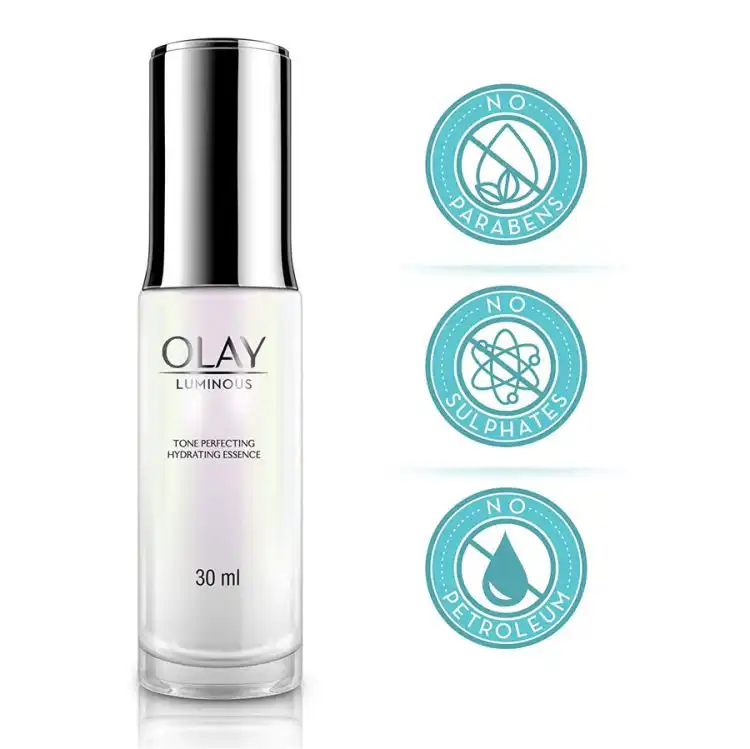 OLAY
LUMINOUS
TONE PERFECTING
HYDRATING ESSENCE
30 ml
NO
PARABENS
NO
SULPHATES
NO
PETROLEUM